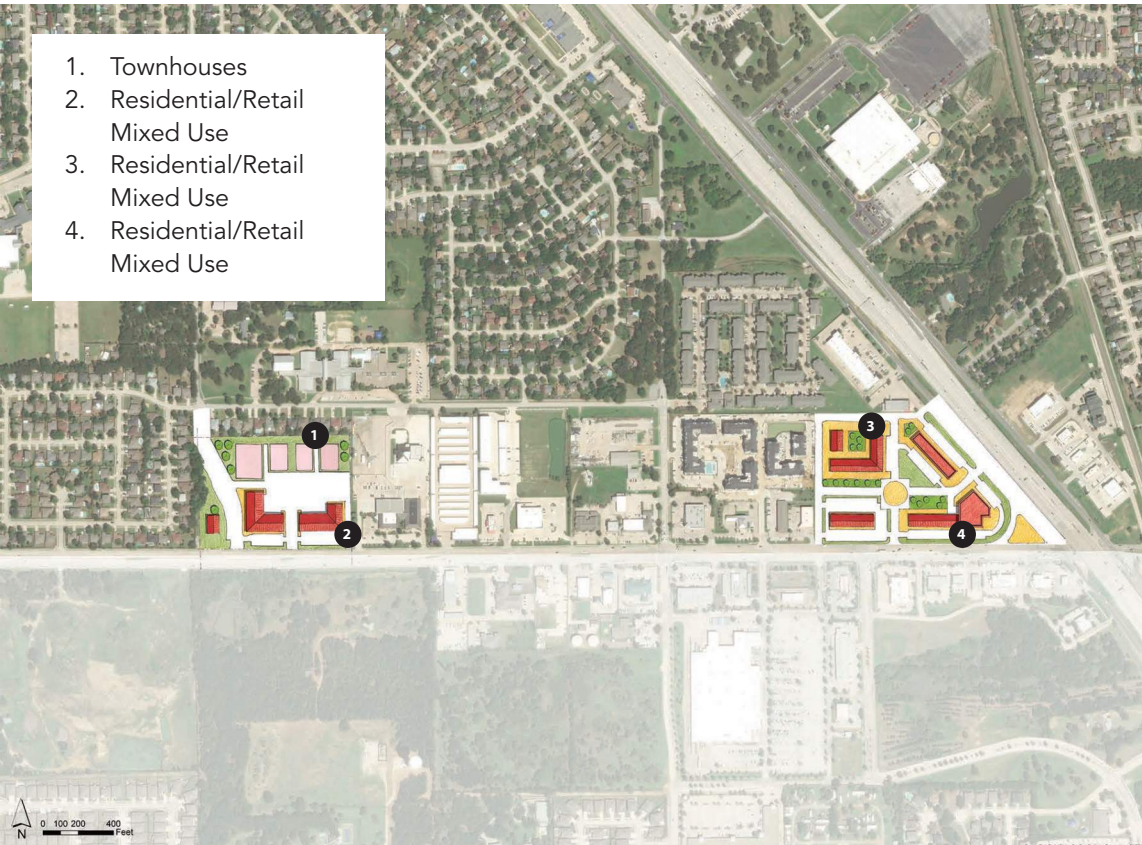 1. Townhouses
2. Residential/Retail
Mixed Use
3. Residential/Retail
Mixed Use
4. Residential/Retail
Mixed Use
3
1
2
4
0 100 200 400
Feet
N